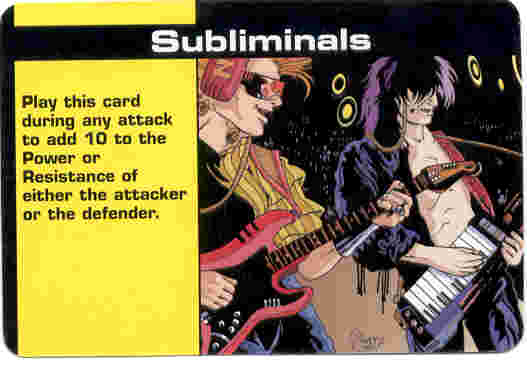 Subliminals
Play this card
during any attack
to add 10 to the
Power or
Resistance of
either the attacker
or the defender.